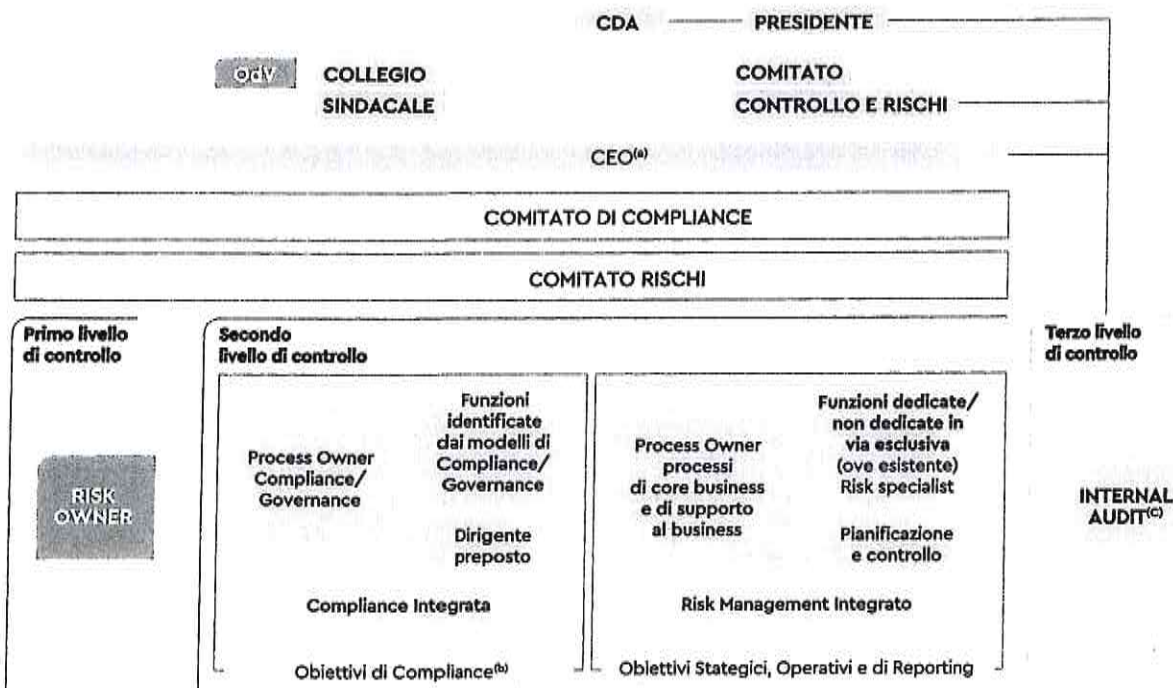 CDA
PRESIDENTE
OdV
COLLEGIO
SINDACALE
COMITATO
CONTROLLO E RISCHI
CEO(a)
COMITATO DI COMPLIANCE
COMITATO RISCHI
Primo livello
di controllo
RISK
OWNER
Secondo
livello di controllo
Process Owner
Compliance/
Governance
Funzioni
identificate
dai modelli di
Compliance/
Governance
Dirigente
preposto
Compliance Integrata
Obiettivi di Compliance(b)
Process Owner
processi
di core business
e di supporto
al business
Funzioni dedicate/
non dedicate in
via esclusiva
(ove esistente)
Risk specialist
Pianificazione
e controllo
Risk Management Integrato
Obiettivi Stategici, Operativi e di Reporting
Terzo livello
di controllo
INTERNAL
AUDIT(C)